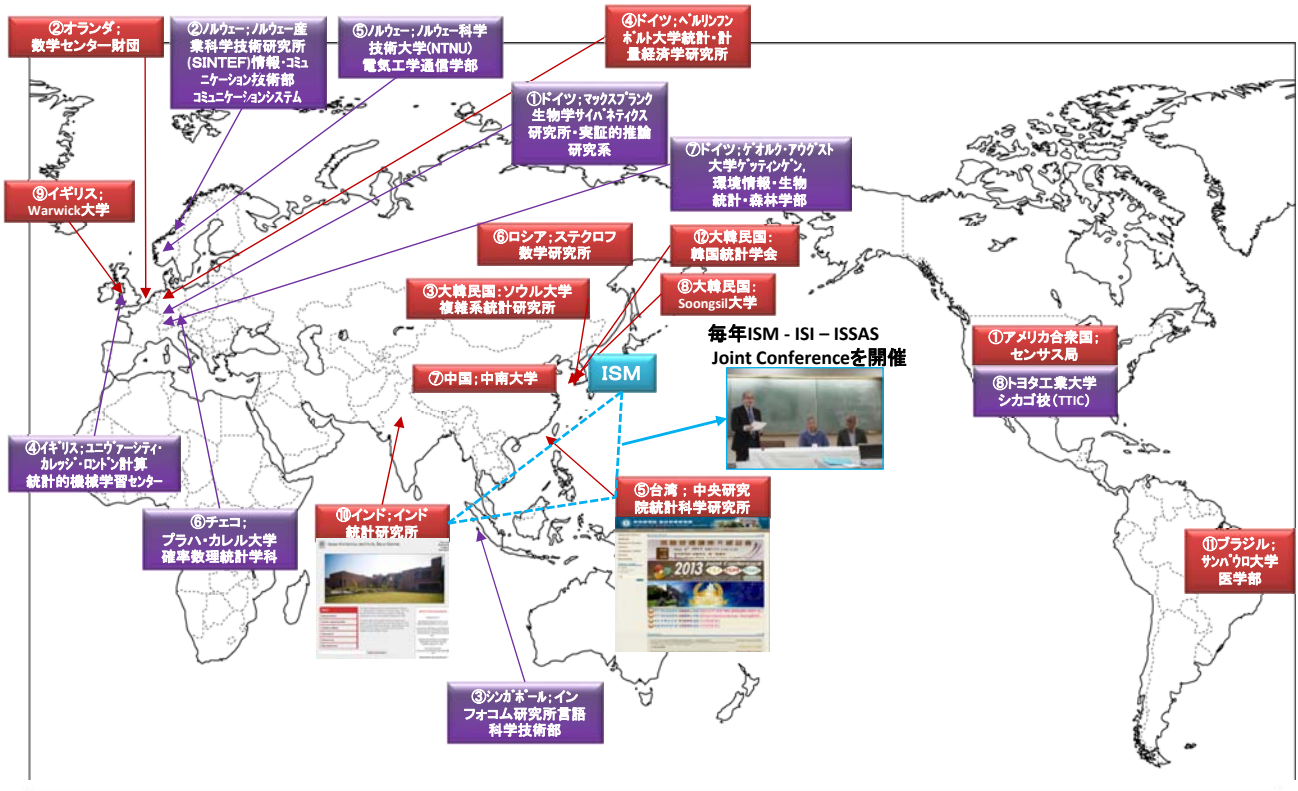 ②オランダ;
数学センター財団
②ノルウェー;ノルウェー産
業科学技術研究所
(SINTEF)情報・コミュ
ニケーション技術部
コミュニケーションシステム
⑤ノルウェー;ノルウェー科学
技術大学(NTNU)
電気工学通信学部
④ドイツ;ベルリンフン
ボルト大学統計・計
量経済学研究所
①ドイツ;マックスプランク
生物学サイバネティクス
研究所・実証的推論
研究系
⑦ドイツ;ゲオルク・アウグスト
大学ゲッティンゲン,
環境情報・生物
統計・森林学部
⑨イギリス;
Warwick大学
⑥ロシア;ステクロフ
数学研究所
⑫大韓民国:
韓国統計学会
③大韓民国:ソウル大学
複雑系統計研究所
⑧大韓民国:
Soongsil大学
毎年ISM - ISI – ISSAS
Joint Conferenceを開催
①アメリカ合衆国;
センサス局
⑦中国;中南大学
ISM
⑧トヨタ工業大学
シカゴ校(TTIC)
④イギリス;ユニヴァーシティ・
カレッジ・ロンドン計算
統計的機械学習センター
⑤台湾;中央研究
院統計科学研究所
⑩インド;インド
統計研究所
⑥チェコ;
プラハ・カレル大学
確率数理統計学科
2013
⑪ブラジル;
サンパウロ大学
医学部
③シンガポール;イン
フォコム研究所言語
科学技術部